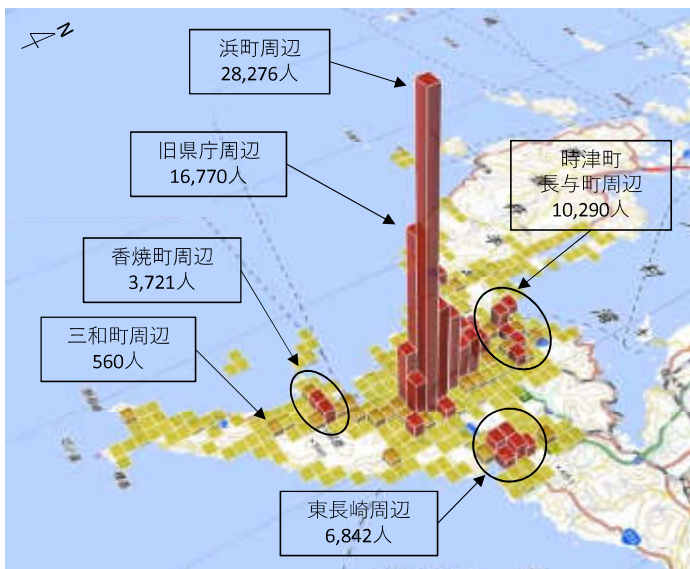 N
浜町周辺
28,276人
旧県庁周辺
16,770人
時津町
長与町周辺
10,290人
香焼町周辺
3,721人
三和町周辺
560人
東長崎周辺
6,842人